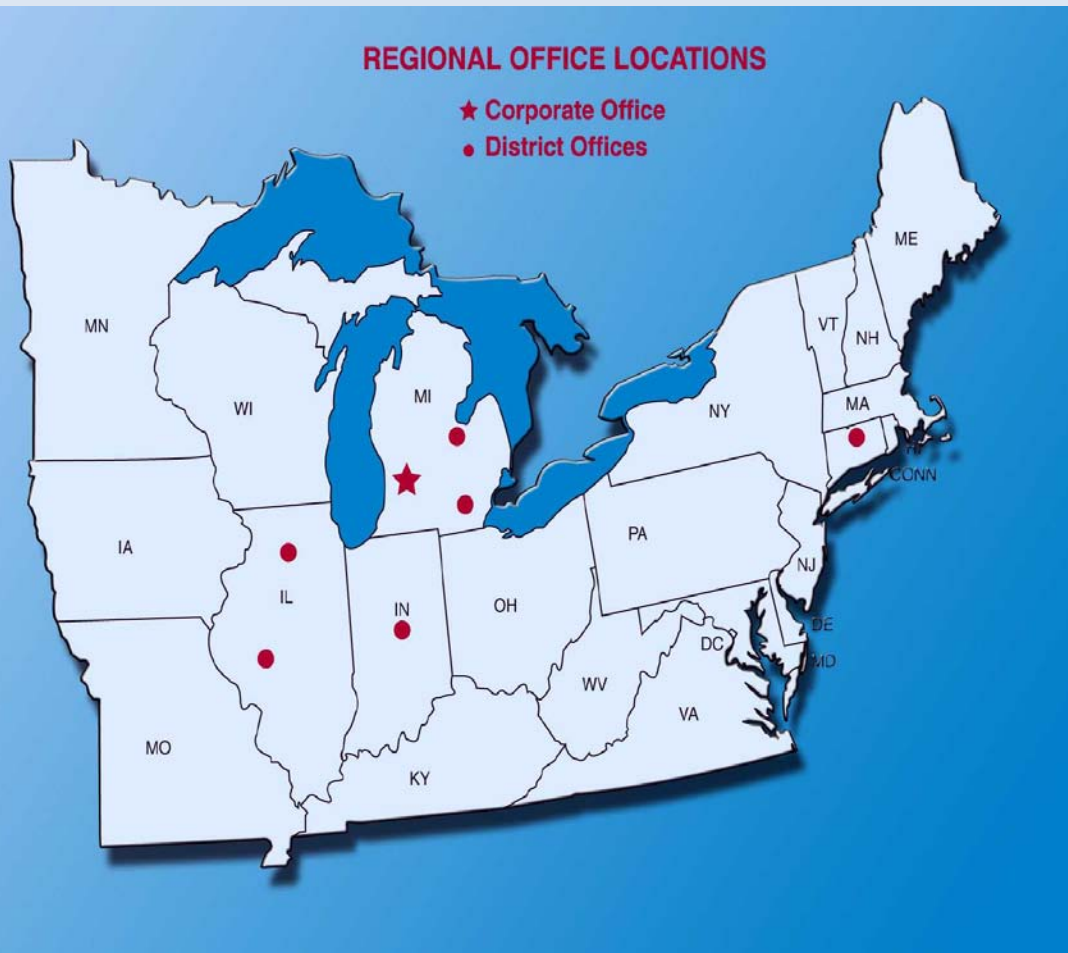 REGIONAL OFFICE LOCATIONS
Corporate Office
District Offices
ME
MN
VT
NH
MI
WI
NY
MA
RI
CONN
PA
IA
NJ
IL
IN
OH
DE
DC
MD
WV
VA
MO
KY